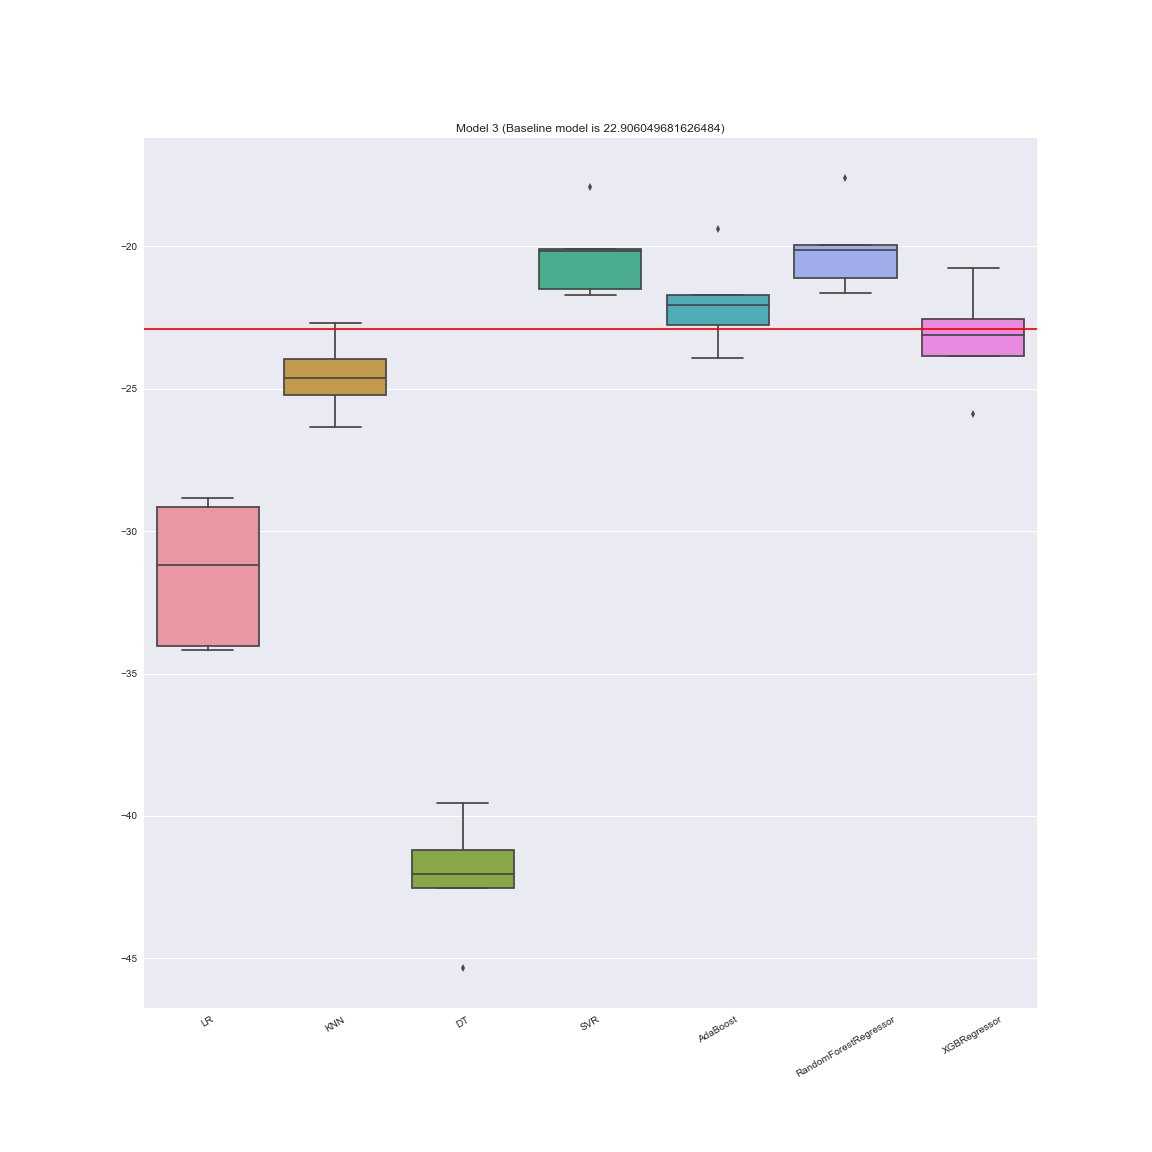 Model 3 (Baseline model is 22.906049681626484)
−20
−25
−30
−35
−40
−45
LR
KNN
DT
SVR
AdaBoost
RandomForestRegressor
XGBRegressor